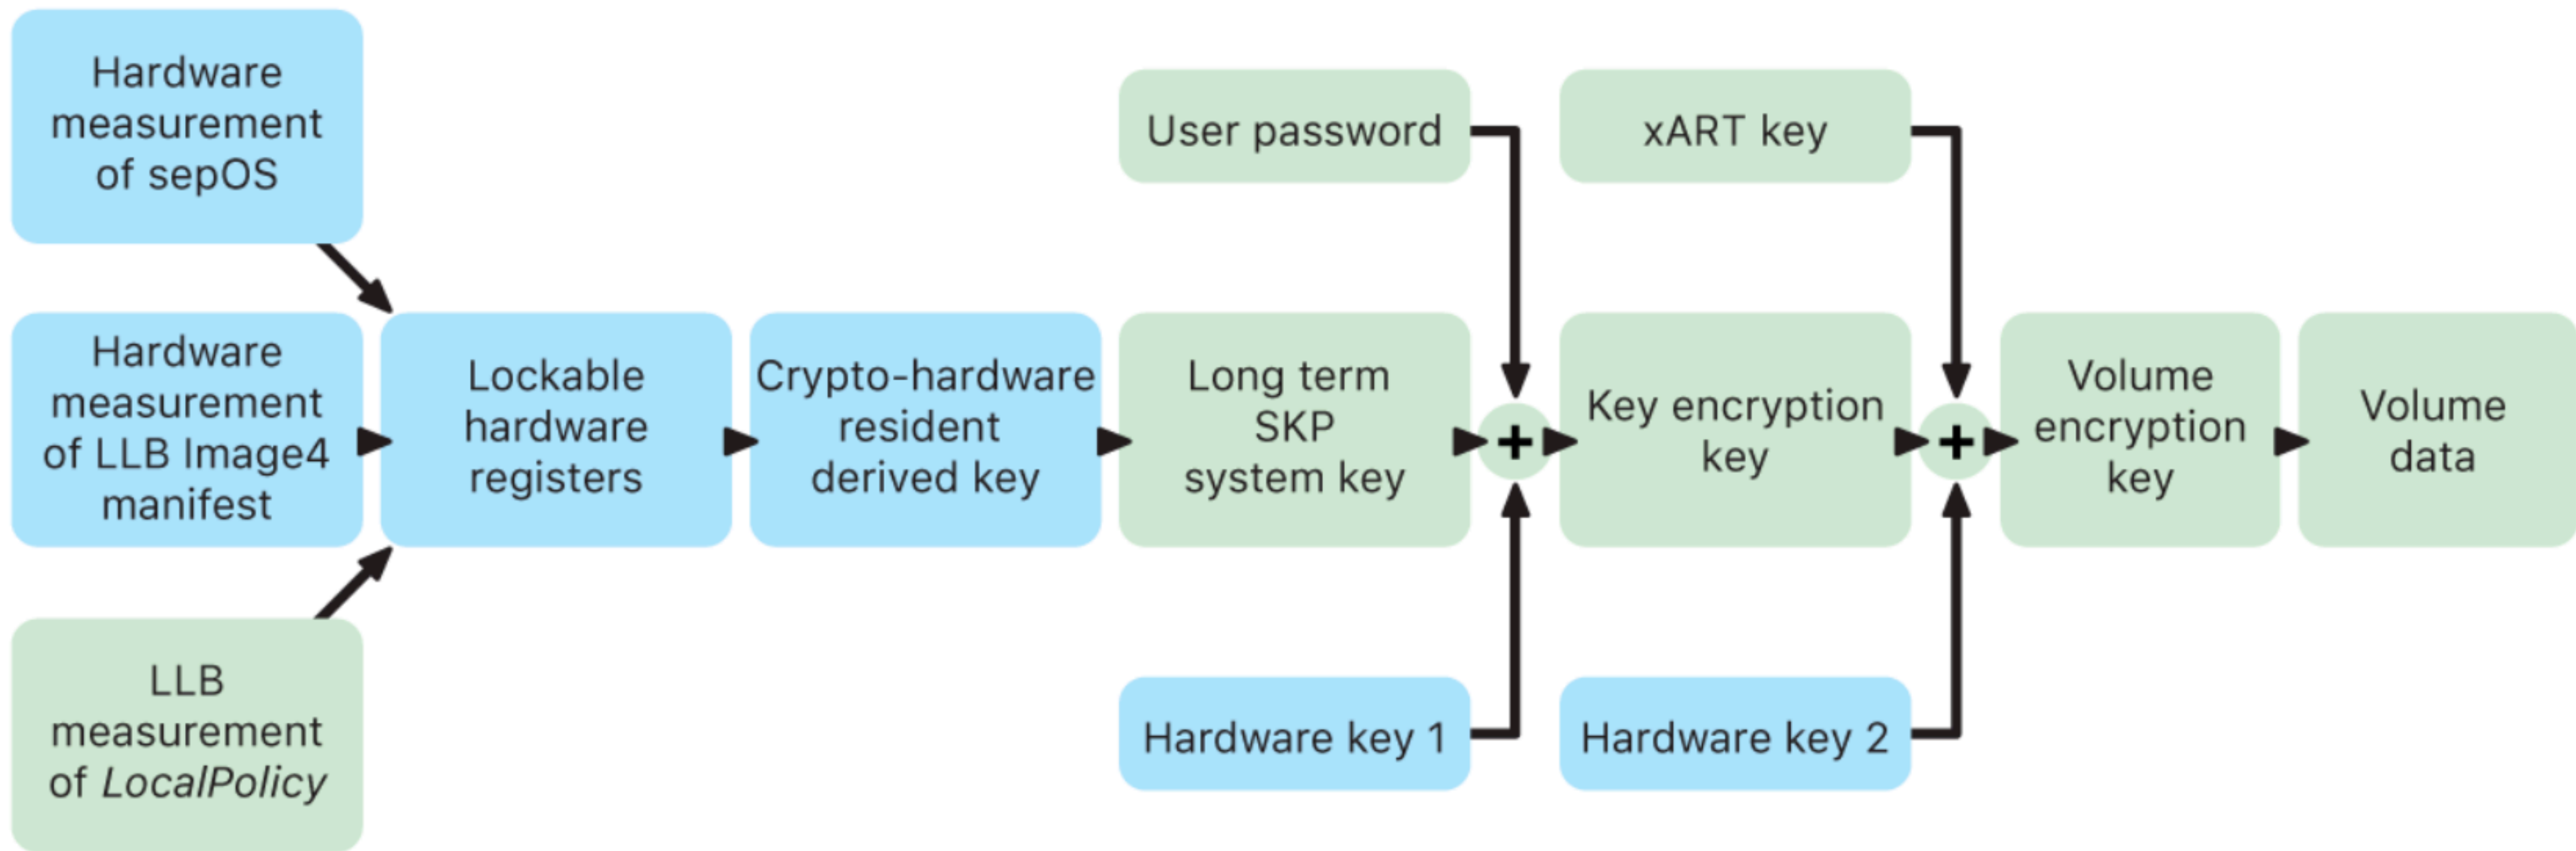 Hardware
measurement
of sepOS
Hardware
measurement
of LLB Image4
manifest
LLB
measurement
of LocalPolicy
Lockable
hardware
registers
Crypto-hardware
resident
derived key
User password
Long term
SKP
system key
Hardware key 1
+
xART key
Key encryption
key
Hardware key 2
+
Volume
encryption
key
Volume
data